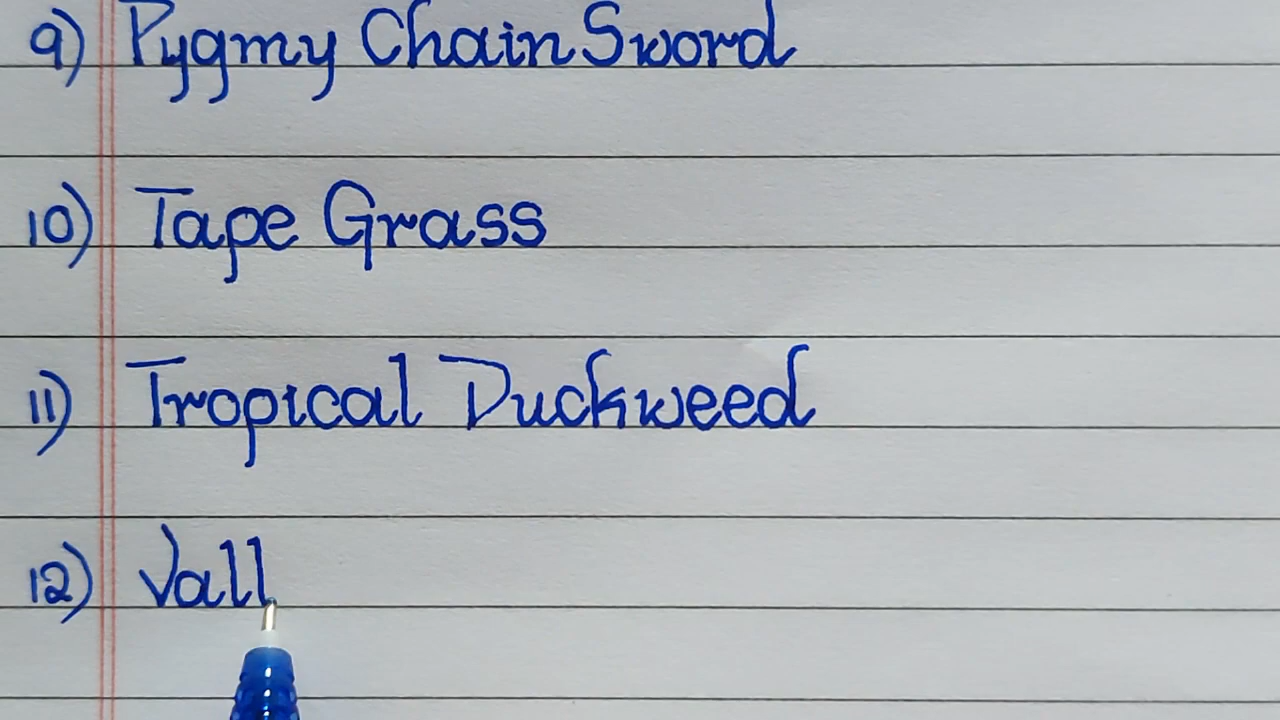 9) Pygmy Chain Sword
10) Tape Grass
11) Tropical Duckweed
12) Vall